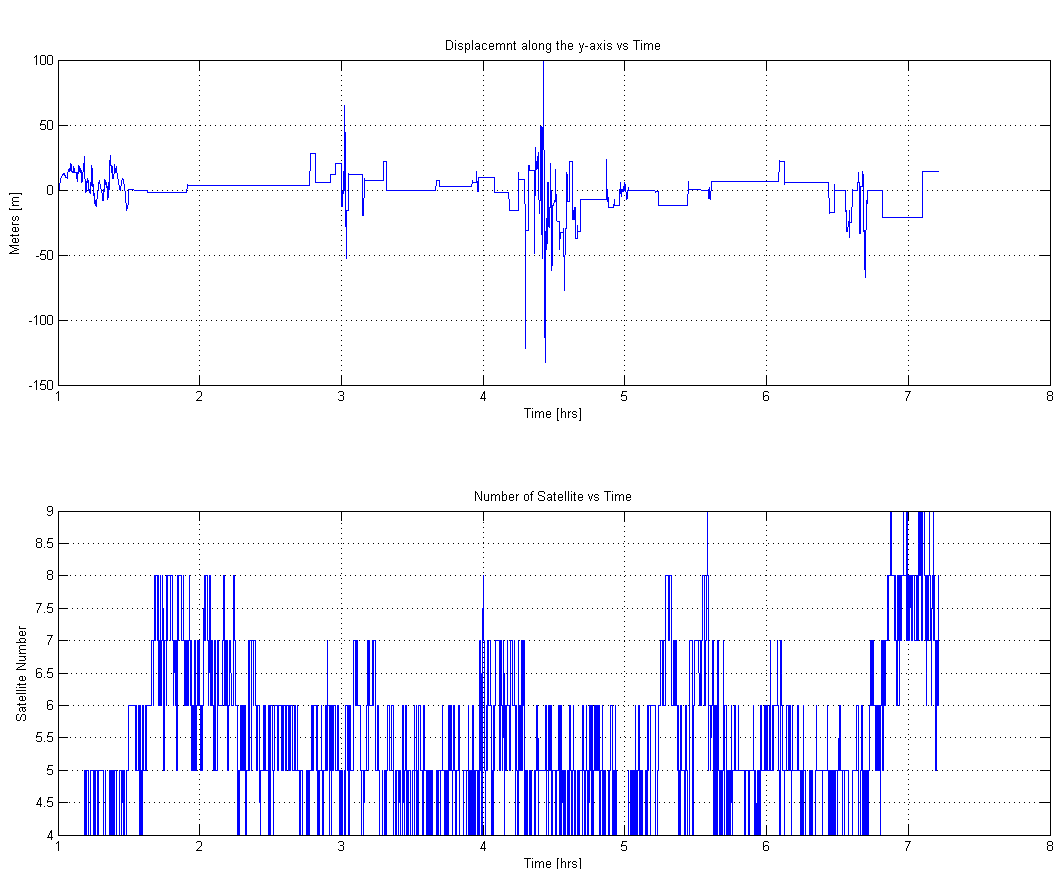 Displacemnt along the y-axis vs Time
100
50
0
-50
-100
-150
Meters [m]
1 2 3 4 5 6 7 8
Time [hrs]
Number of Satellite vs Time
9
8.5
8
7.5
7
6.5
6
5.5
5
4.5
4
Satellite Number
1 2 3 4 5 6 7 8
Time [hrs]